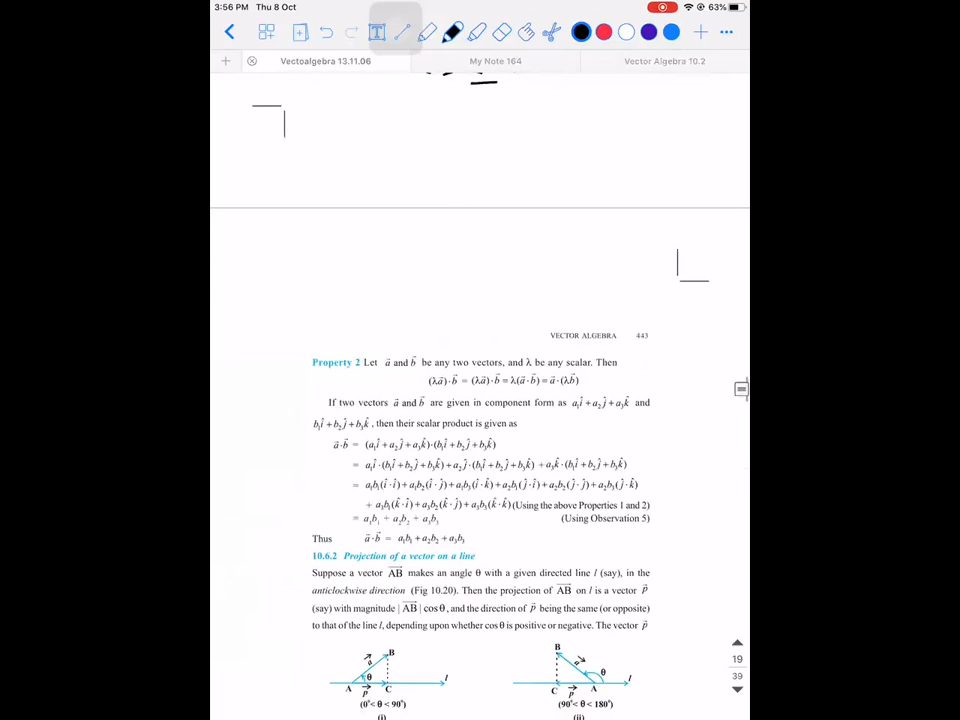 3:56 PM Thu 8 Oct
63%
T
Vectoalgebra 13.11.06
My Note 164
Vector Algebra 10.2
VECTOR ALGEBRA 443
Property 2 Let a⃗ and b⃗ be any two vectors, and λ be any scalar. Then
(λa⃗)·b⃗ = (λa⃗)·b⃗ = λ(a⃗·b⃗) = a⃗·(λb⃗)
If two vectors a⃗ and b⃗ are given in component form as a₁î + a₂ĵ + a₃k̂ and
b₁î + b₂ĵ + b₃k̂, then their scalar product is given as
a⃗·b⃗ = (a₁î + a₂ĵ + a₃k̂)·(b₁î + b₂ĵ + b₃k̂)
= a₁î·(b₁î + b₂ĵ + b₃k̂) + a₂ĵ·(b₁î + b₂ĵ + b₃k̂) + a₃k̂·(b₁î + b₂ĵ + b₃k̂)
= a₁b₁(î·î) + a₁b₂(î·ĵ) + a₁b₃(î·k̂) + a₂b₁(ĵ·î) + a₂b₂(ĵ·ĵ) + a₂b₃(ĵ·k̂)
+ a₃b₁(k̂·î) + a₃b₂(k̂·ĵ) + a₃b₃(k̂·k̂) (Using the above Properties 1 and 2)
= a₁b₁ + a₂b₂ + a₃b₃ (Using Observation 5)
Thus a⃗·b⃗ = a₁b₁ + a₂b₂ + a₃b₃
10.6.2 Projection of a vector on a line
Suppose a vector AB⃗ makes an angle θ with a given directed line l (say), in the
anticlockwise direction (Fig 10.20). Then the projection of AB⃗ on l is a vector p⃗
(say) with magnitude |AB⃗| cos θ, and the direction of p⃗ being the same (or opposite)
to that of the line l, depending upon whether cos θ is positive or negative. The vector p⃗
19
39
B
a⃗
θ
l
A
p⃗
C
(0°< θ < 90°)
(i)
B
a⃗
θ
l
C
p⃗
A
(90°< θ < 180°)
(ii)